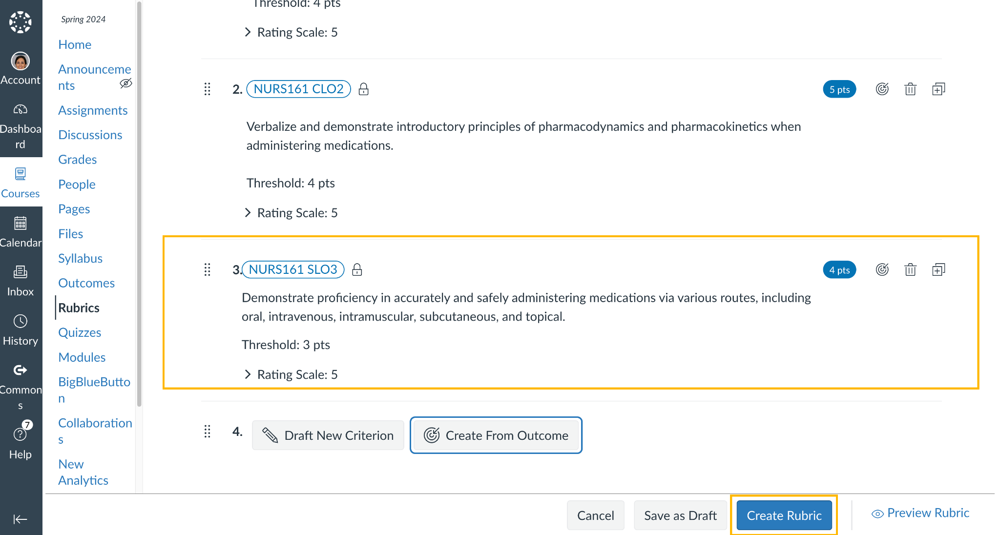 Spring 2024
Account
Dashboa
rd
Courses
Calendar
Inbox
History
Common
s
7
Help
Home
Announceme
nts
Assignments
Discussions
Grades
People
Pages
Files
Syllabus
Outcomes
Rubrics
Quizzes
Modules
BigBlueButto
n
Collaboration
s
New
Analytics
Threshold: 4 pts
Rating Scale: 5
2. NURS161 CLO2 5 pts
Verbalize and demonstrate introductory principles of pharmacodynamics and pharmacokinetics when
administering medications.
Threshold: 4 pts
Rating Scale: 5
3. NURS161 SLO3 4 pts
Demonstrate proficiency in accurately and safely administering medications via various routes, including
oral, intravenous, intramuscular, subcutaneous, and topical.
Threshold: 3 pts
Rating Scale: 5
4. Draft New Criterion Create From Outcome
Cancel Save as Draft Create Rubric Preview Rubric